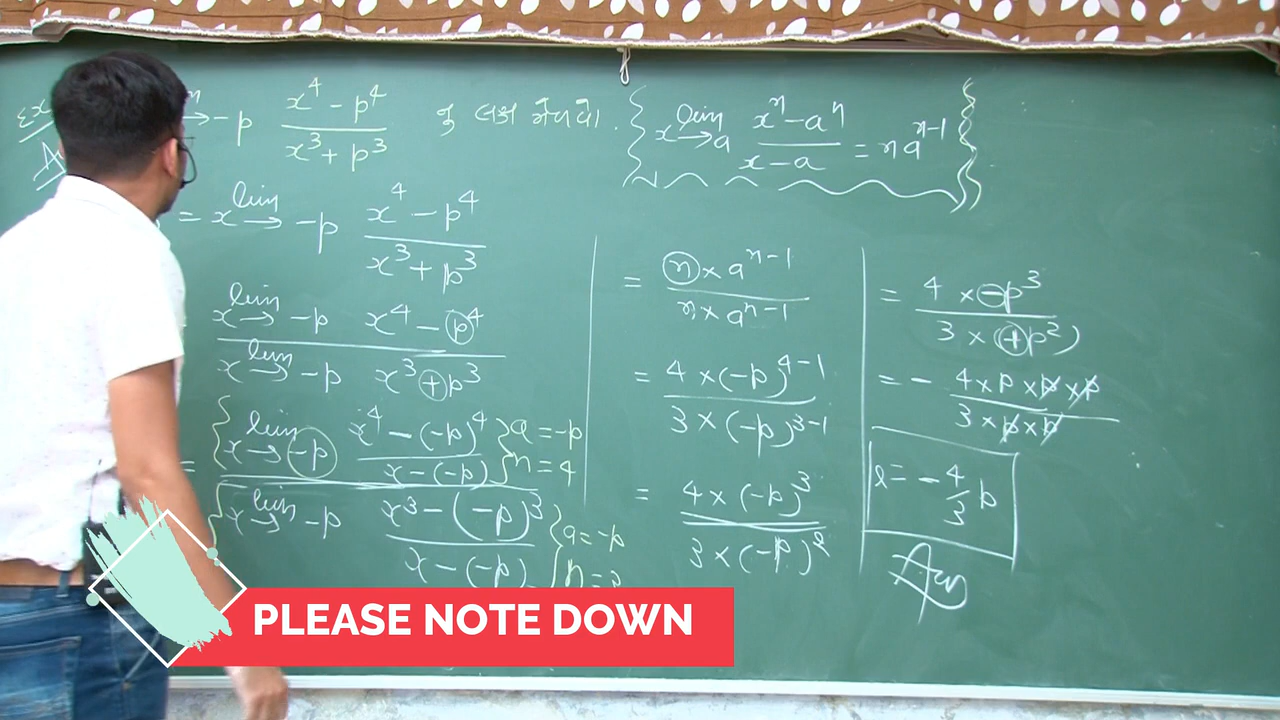 Ex
→-p x⁴ - p⁴ / x³ + p³ નું લક્ષ મેળવો.
lim x→a xⁿ - aⁿ / x - a = n aⁿ⁻¹
= lim x→ -p x⁴ - p⁴ / x³ + p³
lim x→ -p x⁴ - p⁴
lim x→ -p x³ + p³
= { lim x→ -p x⁴ - (-p)⁴ / x - (-p) } a = -p n = 4
{ lim x→ -p x³ - (-p)³ / x - (-p) } a = -p n =
= n × aⁿ⁻¹ / n × aⁿ⁻¹
= 4 × (-p)⁴⁻¹ / 3 × (-p)³⁻¹
= 4 × (-p)³ / 3 × (-p)²
= 4 × -p³ / 3 × (+p²)
= - 4 × p × p × p / 3 × p × p
l = - 4/3 p
PLEASE NOTE DOWN